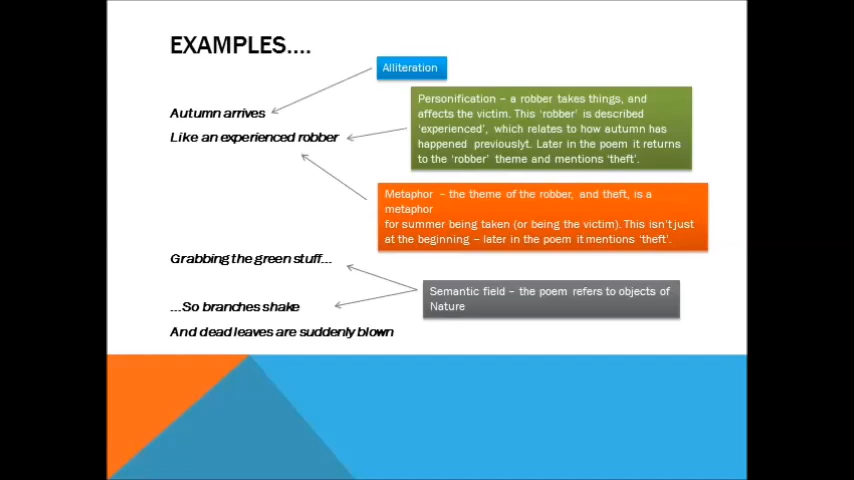 EXAMPLES....
Alliteration
Autumn arrives
Like an experienced robber
Personification – a robber takes things, and
affects the victim. This 'robber' is described
'experienced', which relates to how autumn has
happened previouslyt. Later in the poem it returns
to the 'robber' theme and mentions 'theft'.
Metaphor – the theme of the robber, and theft, is a
metaphor
for summer being taken (or being the victim). This isn't just
at the beginning – later in the poem it mentions 'theft'.
Grabbing the green stuff...
Semantic field – the poem refers to objects of
Nature
...So branches shake
And dead leaves are suddenly blown